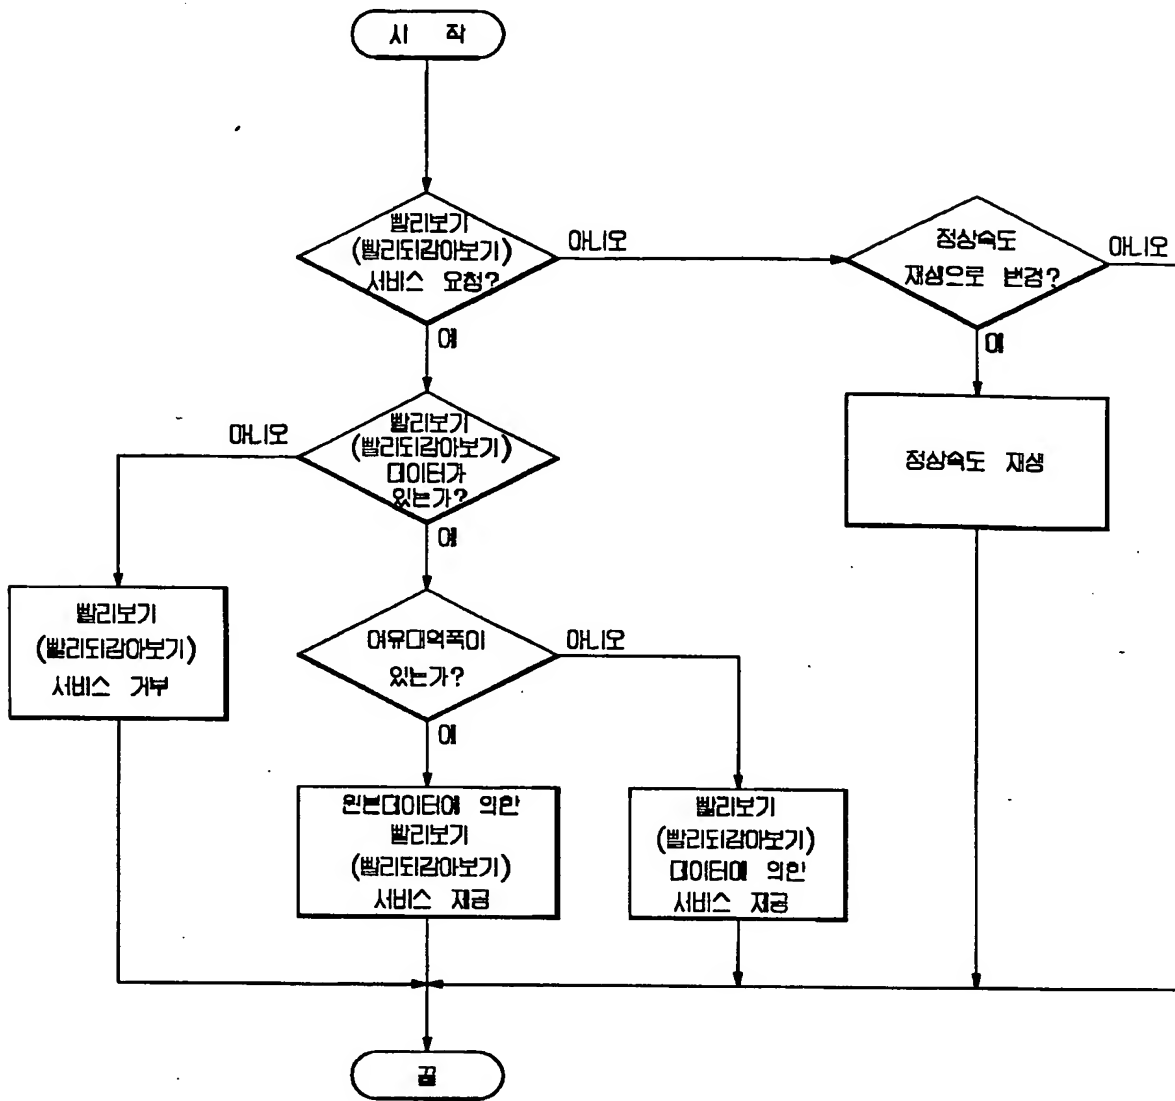 시 작
빨리보기
(빨리되감아보기)
서비스 요청?
아니오
정상속도
재생으로 변경?
아니오
예
예
빨리보기
(빨리되감아보기)
데이터가
있는가?
아니오
정상속도 재생
예
빨리보기
(빨리되감아보기)
서비스 거부
여유대역폭이
있는가?
아니오
예
원본데이터에 의한
빨리보기
(빨리되감아보기)
서비스 제공
빨리보기
(빨리되감아보기)
데이터에 의한
서비스 제공
끝